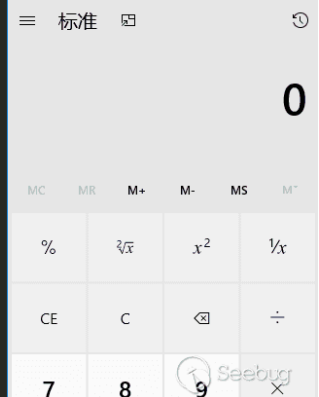 标准
0
MC MR M+ M- MS M˅
% ²√x x² ¹/x
CE C ÷
7 8 9 ×
Seebug